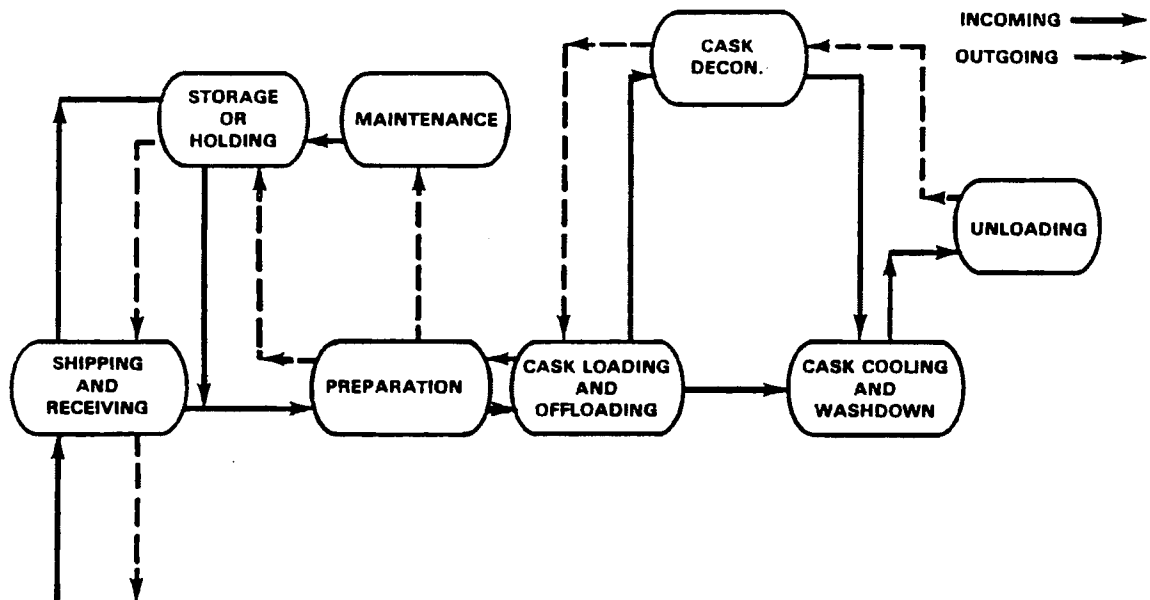 INCOMING
OUTGOING
CASK
DECON.
STORAGE
OR
HOLDING
MAINTENANCE
UNLOADING
SHIPPING
AND
RECEIVING
PREPARATION
CASK LOADING
AND
OFFLOADING
CASK COOLING
AND
WASHDOWN